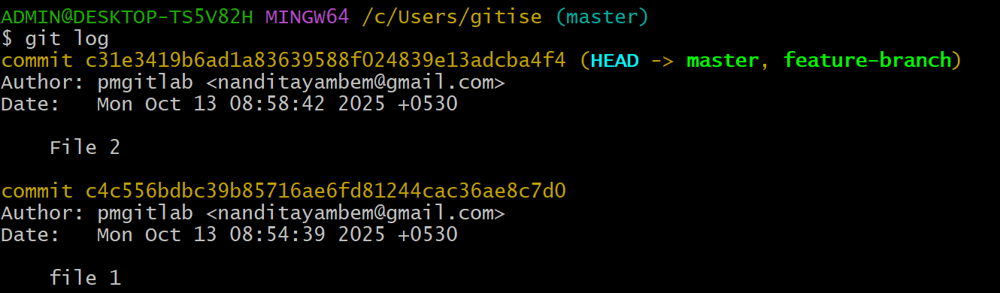 ADMIN@DESKTOP-TS5V82H MINGW64 /c/Users/gitise (master)
$ git log
commit c31e3419b6ad1a83639588f024839e13adcba4f4 (HEAD -> master, feature-branch)
Author: pmgitlab <nanditayambem@gmail.com>
Date:   Mon Oct 13 08:58:42 2025 +0530
    File 2
commit c4c556bdbc39b85716ae6fd81244cac36ae8c7d0
Author: pmgitlab <nanditayambem@gmail.com>
Date:   Mon Oct 13 08:54:39 2025 +0530
    file 1